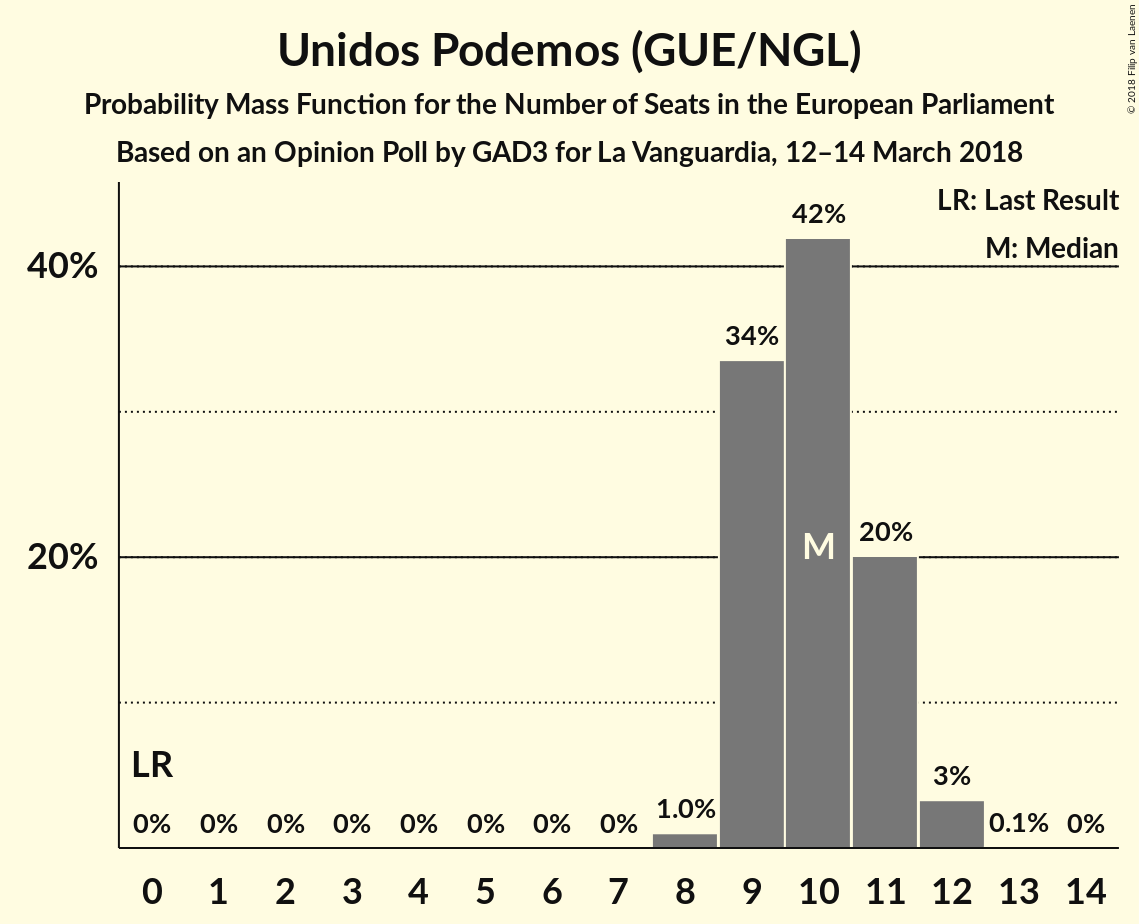 Unidos Podemos (GUE/NGL)
Probability Mass Function for the Number of Seats in the European Parliament
Based on an Opinion Poll by GAD3 for La Vanguardia, 12–14 March 2018
© 2018 Filip van Laenen
LR: Last Result
M: Median
42%
40%
34%
M
20%
20%
LR
3%
1.0%
0% 0% 0% 0% 0% 0% 0% 0% 0.1% 0%
0 1 2 3 4 5 6 7 8 9 10 11 12 13 14